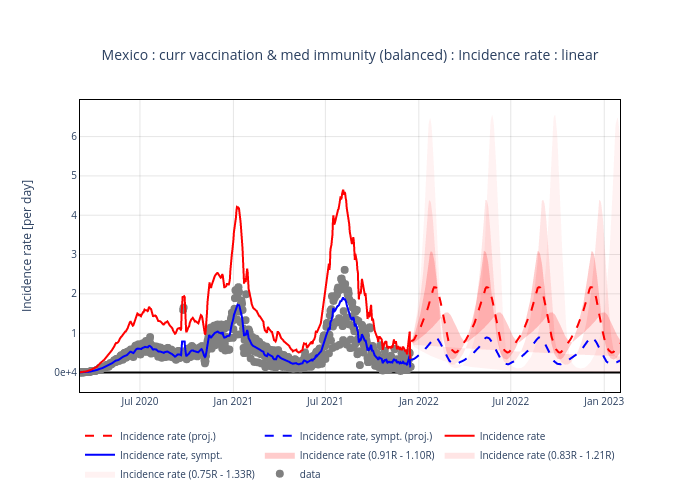 Mexico : curr vaccination & med immunity (balanced) : Incidence rate : linear
Incidence rate [per day]
6
5
4
3
2
1
0e+4
Jul 2020
Jan 2021
Jul 2021
Jan 2022
Jul 2022
Jan 2023
Incidence rate (proj.)
Incidence rate, sympt. (proj.)
Incidence rate
Incidence rate, sympt.
Incidence rate (0.91R - 1.10R)
Incidence rate (0.83R - 1.21R)
Incidence rate (0.75R - 1.33R)
data